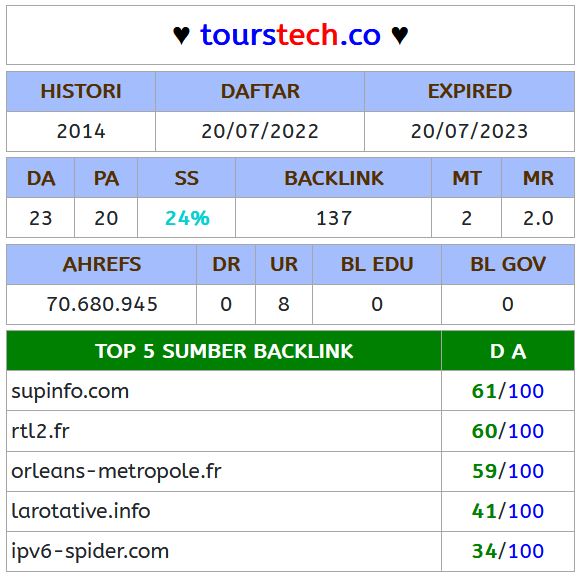 ♥ tourstech.co ♥
HISTORI DAFTAR EXPIRED
2014 20/07/2022 20/07/2023
DA PA SS BACKLINK MT MR
23 20 24% 137 2 2.0
AHREFS DR UR BL EDU BL GOV
70.680.945 0 8 0 0
TOP 5 SUMBER BACKLINK D A
supinfo.com 61/100
rtl2.fr 60/100
orleans-metropole.fr 59/100
larotative.info 41/100
ipv6-spider.com 34/100